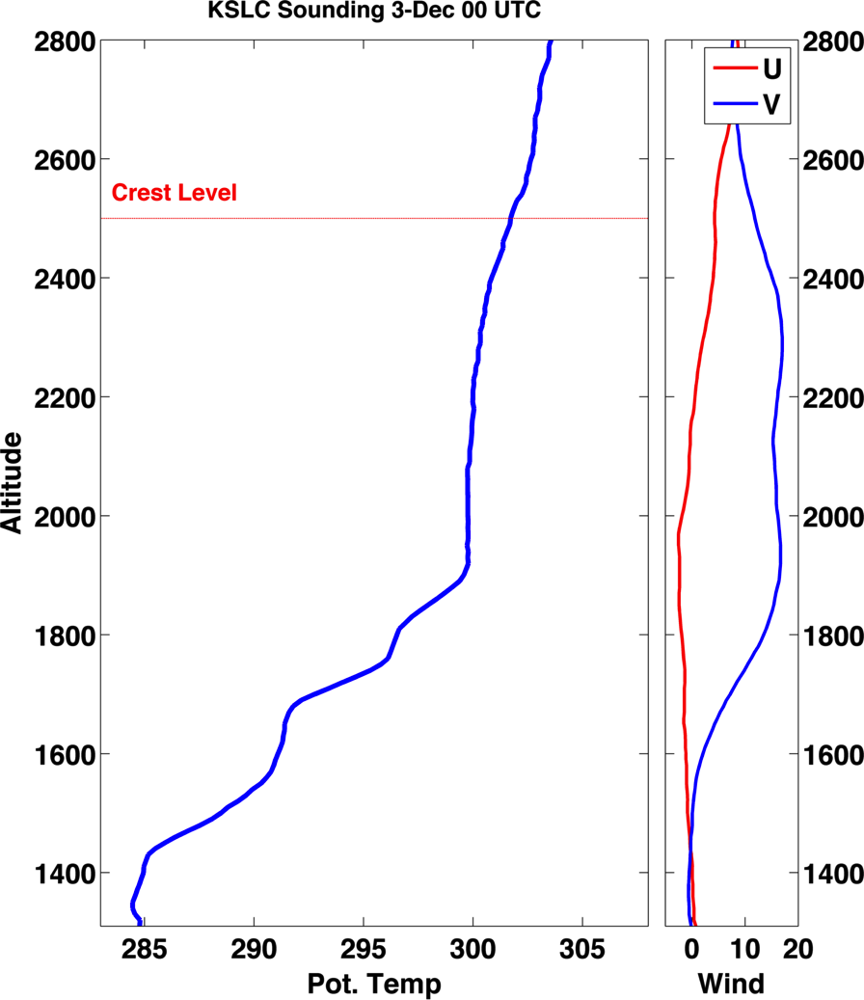 KSLC Sounding 3-Dec 00 UTC
2800
2600
2400
2200
2000
1800
1600
1400
Altitude
Crest Level
285 290 295 300 305
Pot. Temp
U
V
2800
2600
2400
2200
2000
1800
1600
1400
0 10 20
Wind